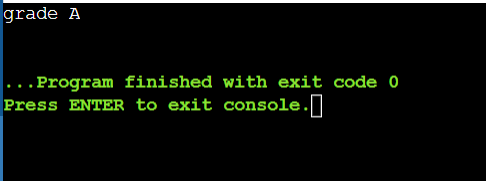 grade A
...Program finished with exit code 0
Press ENTER to exit console.